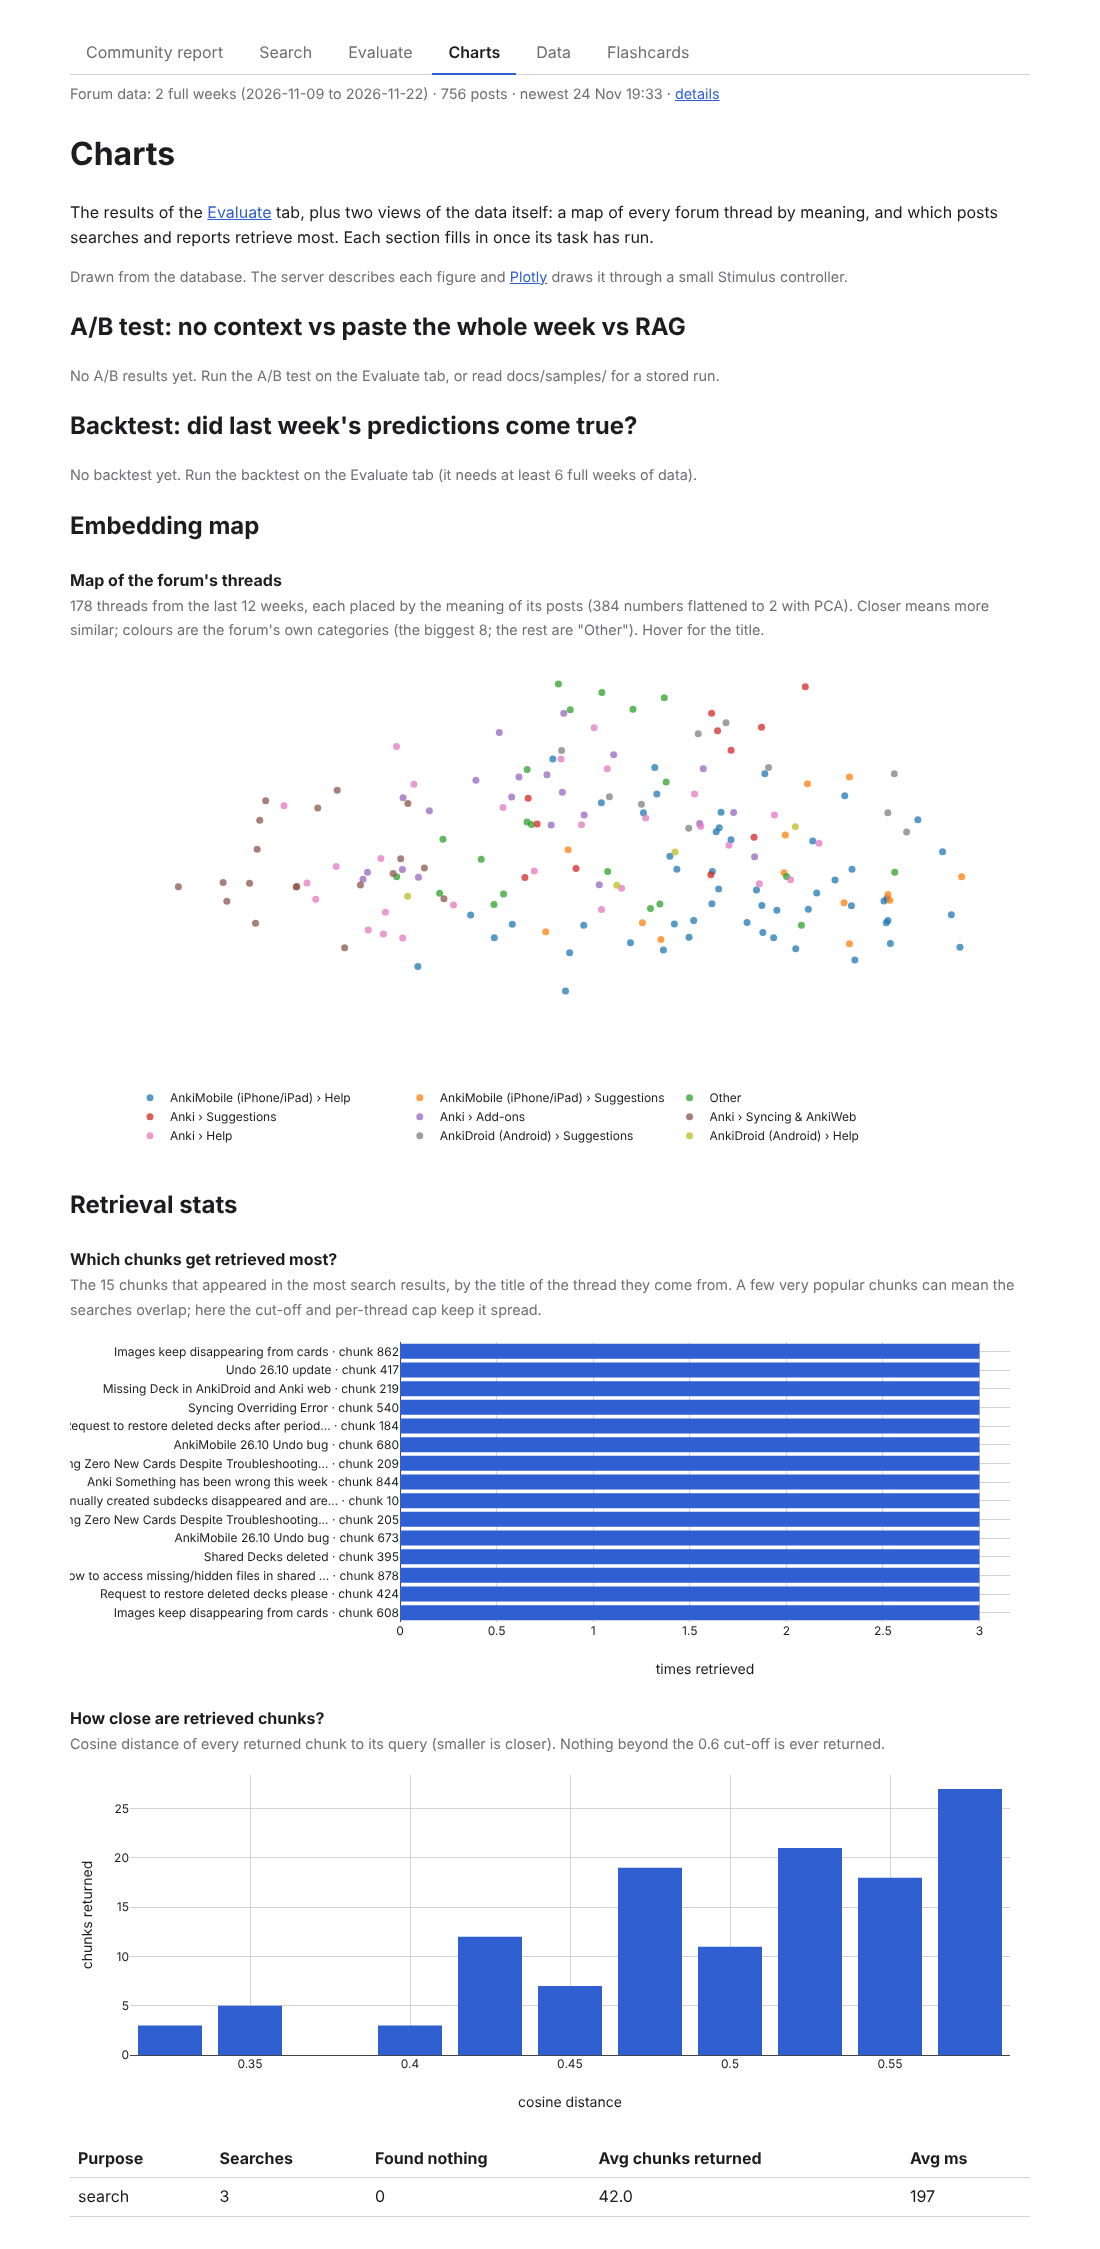 Community report Search Evaluate Charts Data Flashcards
Forum data: 2 full weeks (2026-11-09 to 2026-11-22) · 756 posts · newest 24 Nov 19:33 · details
Charts
The results of the Evaluate tab, plus two views of the data itself: a map of every forum thread by meaning, and which posts
searches and reports retrieve most. Each section fills in once its task has run.
Drawn from the database. The server describes each figure and Plotly draws it through a small Stimulus controller.
A/B test: no context vs paste the whole week vs RAG
No A/B results yet. Run the A/B test on the Evaluate tab, or read docs/samples/ for a stored run.
Backtest: did last week's predictions come true?
No backtest yet. Run the backtest on the Evaluate tab (it needs at least 6 full weeks of data).
Embedding map
Map of the forum's threads
178 threads from the last 12 weeks, each placed by the meaning of its posts (384 numbers flattened to 2 with PCA). Closer means more
similar; colours are the forum's own categories (the biggest 8; the rest are "Other"). Hover for the title.
AnkiMobile (iPhone/iPad) › Help AnkiMobile (iPhone/iPad) › Suggestions Other
Anki › Suggestions Anki › Add-ons Anki › Syncing & AnkiWeb
Anki › Help AnkiDroid (Android) › Suggestions AnkiDroid (Android) › Help
Retrieval stats
Which chunks get retrieved most?
The 15 chunks that appeared in the most search results, by the title of the thread they come from. A few very popular chunks can mean the
searches overlap; here the cut-off and per-thread cap keep it spread.
Images keep disappearing from cards · chunk 862
Undo 26.10 update · chunk 417
Missing Deck in AnkiDroid and Anki web · chunk 219
Syncing Overriding Error · chunk 540
equest to restore deleted decks after period... · chunk 184
AnkiMobile 26.10 Undo bug · chunk 680
ng Zero New Cards Despite Troubleshooting... · chunk 209
Anki Something has been wrong this week · chunk 844
nually created subdecks disappeared and are... · chunk 10
ng Zero New Cards Despite Troubleshooting... · chunk 205
AnkiMobile 26.10 Undo bug · chunk 673
Shared Decks deleted · chunk 395
ow to access missing/hidden files in shared ... · chunk 878
Request to restore deleted decks please · chunk 424
Images keep disappearing from cards · chunk 608
0 0.5 1 1.5 2 2.5 3
times retrieved
How close are retrieved chunks?
Cosine distance of every returned chunk to its query (smaller is closer). Nothing beyond the 0.6 cut-off is ever returned.
25
20
15
10
5
0
chunks returned
0.35 0.4 0.45 0.5 0.55
cosine distance
Purpose Searches Found nothing Avg chunks returned Avg ms
search 3 0 42.0 197